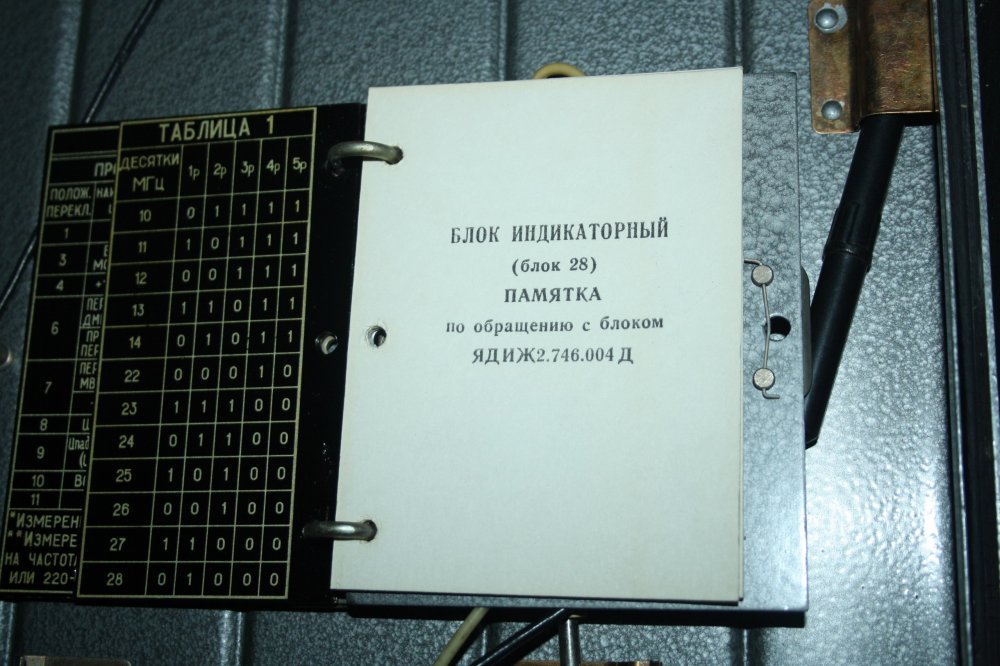 ПОЛОЖ.
ПЕРЕКЛ.
1
3
4
6
7
8
9
10
11
*ИЗМЕРЕН
**ИЗМЕРЕ
НА ЧАСТОТ
ИЛИ 220-
ТАБЛИЦА 1
ДЕСЯТКИ МГц 1р 2р 3р 4р 5р
10 0 1 1 1 1
11 1 0 1 1 1
12 0 0 1 1 1
13 1 1 0 1 1
14 0 1 0 1 1
22 0 0 0 1 0
23 1 1 1 0 0
24 0 1 1 0 0
25 1 0 1 0 0
26 0 0 1 0 0
27 1 1 0 0 0
28 0 1 0 0 0
БЛОК ИНДИКАТОРНЫЙ
(блок 28)
ПАМЯТКА
по обращению с блоком
ЯДИЖ2.746.004 Д